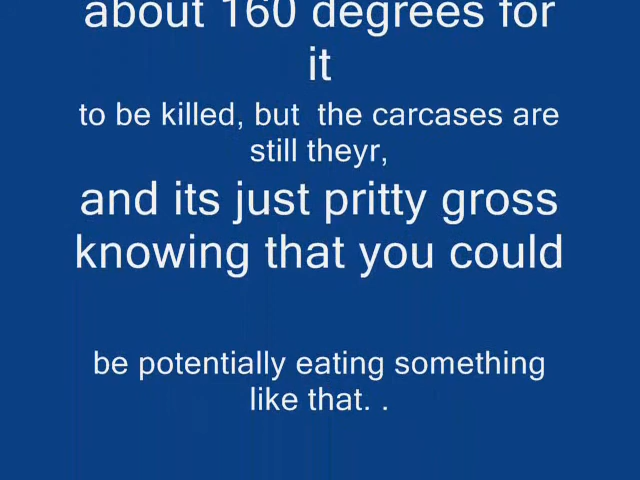 about 160 degrees for
it
to be killed, but  the carcases are
still theyr,
and its just pritty gross
knowing that you could
be potentially eating something
like that. .